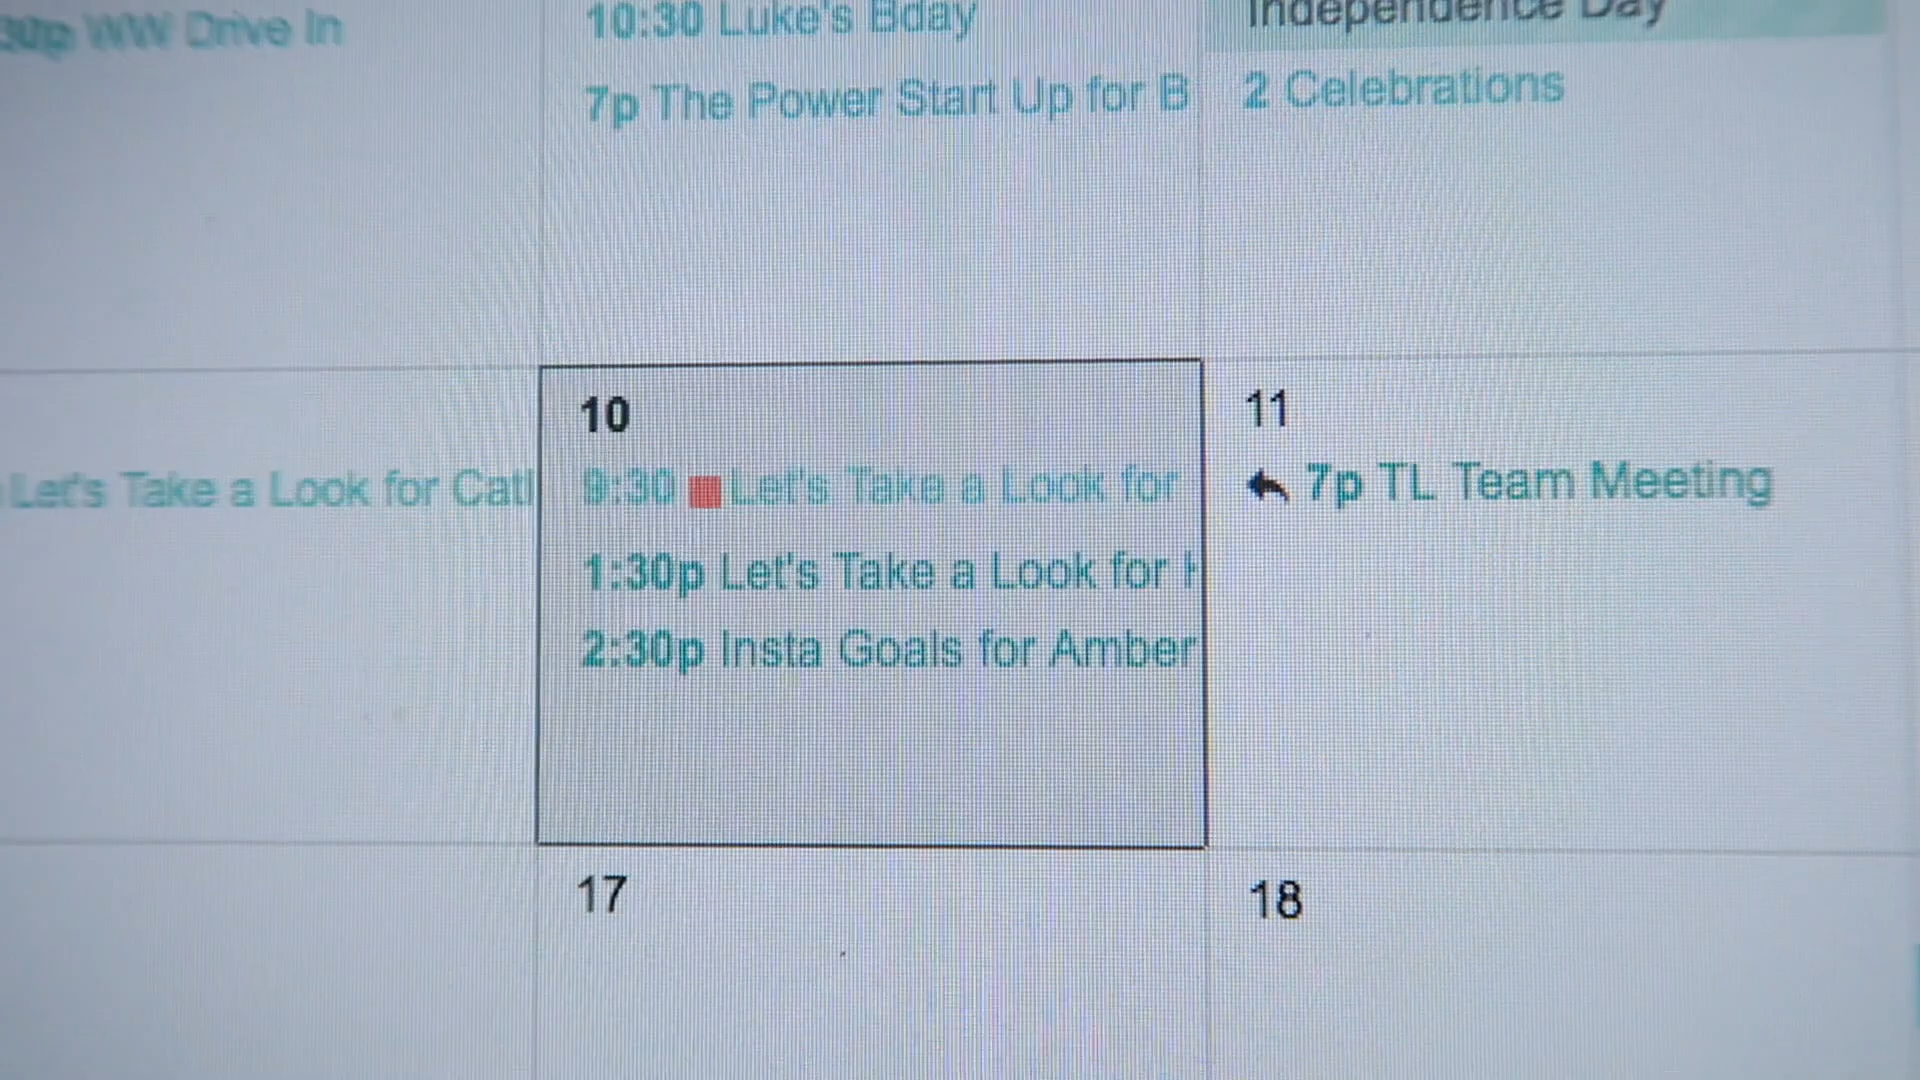 30p WW Drive In
10:30 Luke's Bday
7p The Power Start Up for B
Independence Day
2 Celebrations
Let's Take a Look for Catl
10
9:30 Let's Take a Look for
1:30p Let's Take a Look for H
2:30p Insta Goals for Amber
11
7p TL Team Meeting
17
18